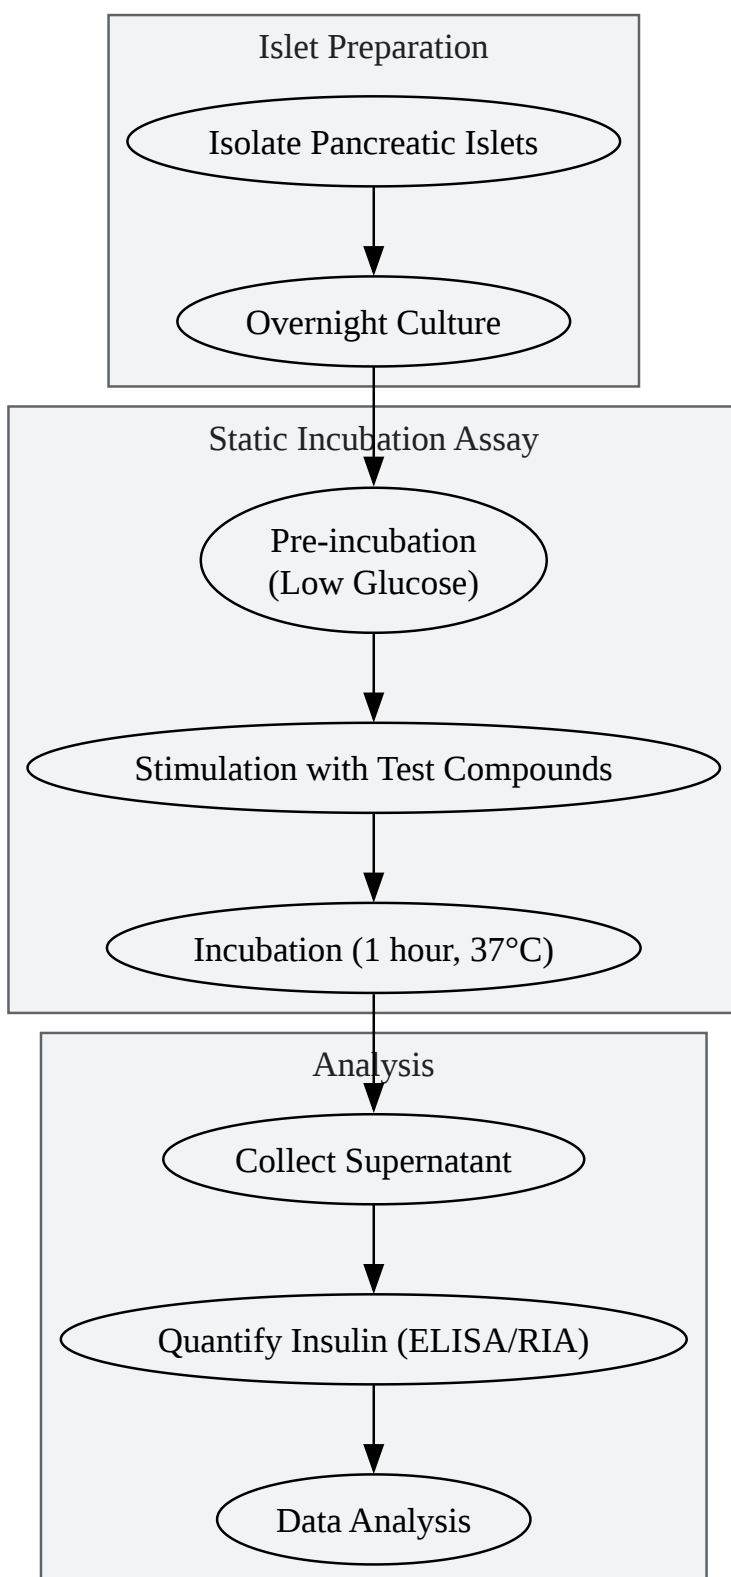 Islet Preparation
Isolate Pancreatic Islets
Overnight Culture
Static Incubation Assay
Pre-incubation
(Low Glucose)
Stimulation with Test Compounds
Incubation (1 hour, 37°C)
Analysis
Collect Supernatant
Quantify Insulin (ELISA/RIA)
Data Analysis